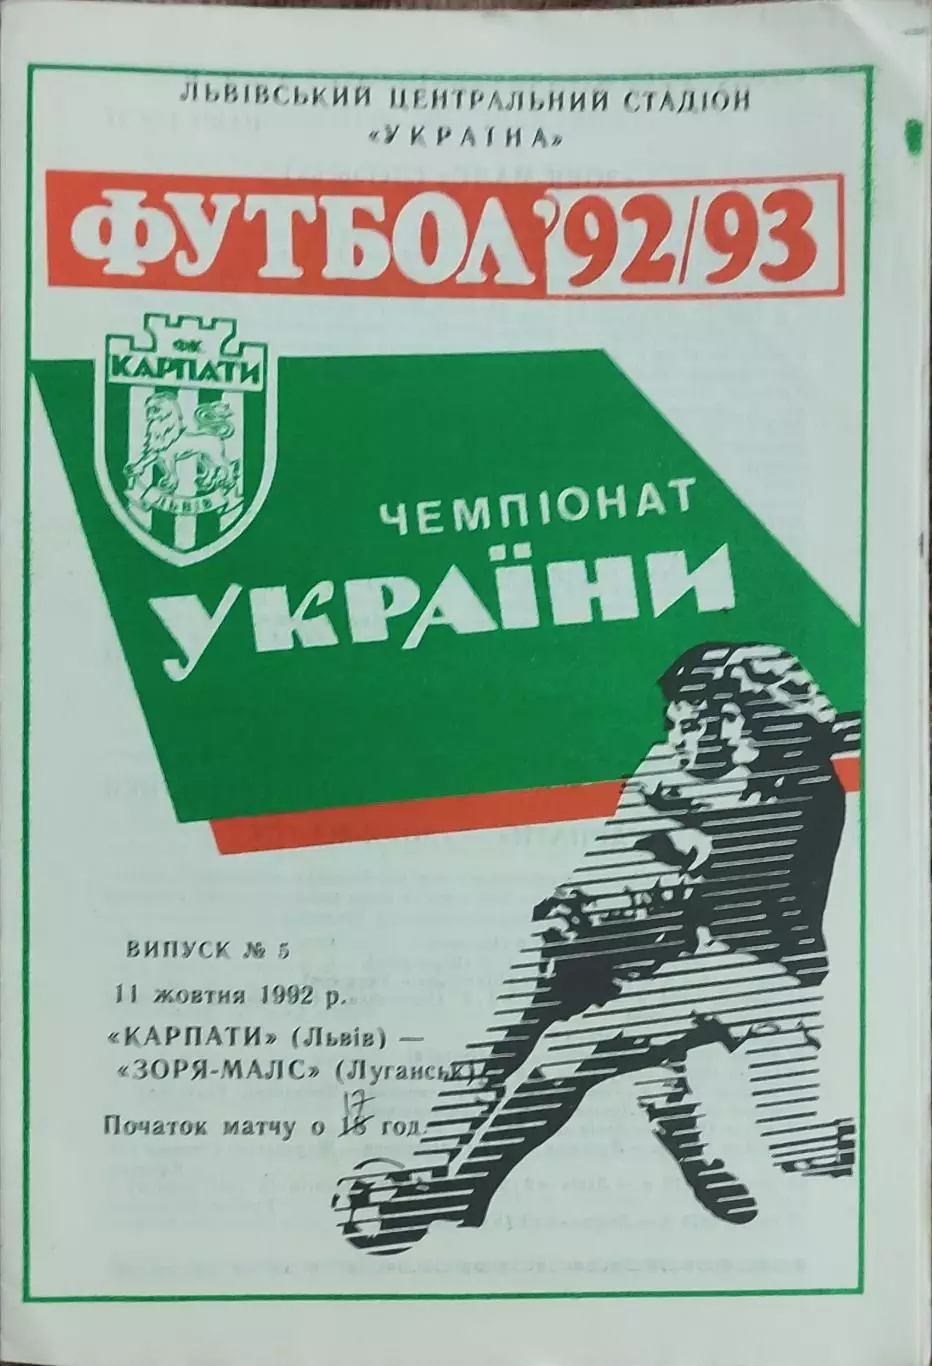 ЛЬВІВСЬКИЙ ЦЕНТРАЛЬНИЙ СТАДІОН
«УКРАЇНА»
ФУТБОЛ '92/93
ФК
КАРПАТИ
ЛЬВІВ
ЧЕМПІОНАТ
УКРАЇНИ
ВИПУСК № 5
11 жовтня 1992 р.
«КАРПАТИ» (Львів) —
«ЗОРЯ-МАЛС» (Луганськ)
17
Початок матчу о 18 год.